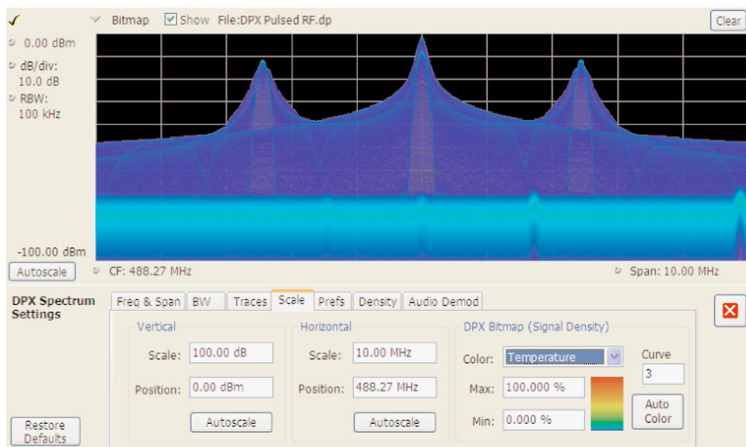 Bitmap Show File:DPX Pulsed RF.dp Clear
0.00 dBm
dB/div:
10.0 dB
RBW:
100 kHz
-100.00 dBm
Autoscale CF: 488.27 MHz Span: 10.00 MHz
DPX Spectrum
Settings
Freq & Span BW Traces Scale Prefs Density Audio Demod
Vertical
Scale: 100.00 dB
Position: 0.00 dBm
Autoscale
Horizontal
Scale: 10.00 MHz
Position: 488.27 MHz
Autoscale
DPX Bitmap (Signal Density)
Color: Temperature
Max: 100.000 %
Min: 0.000 %
Curve
3
Auto
Color
Restore
Defaults